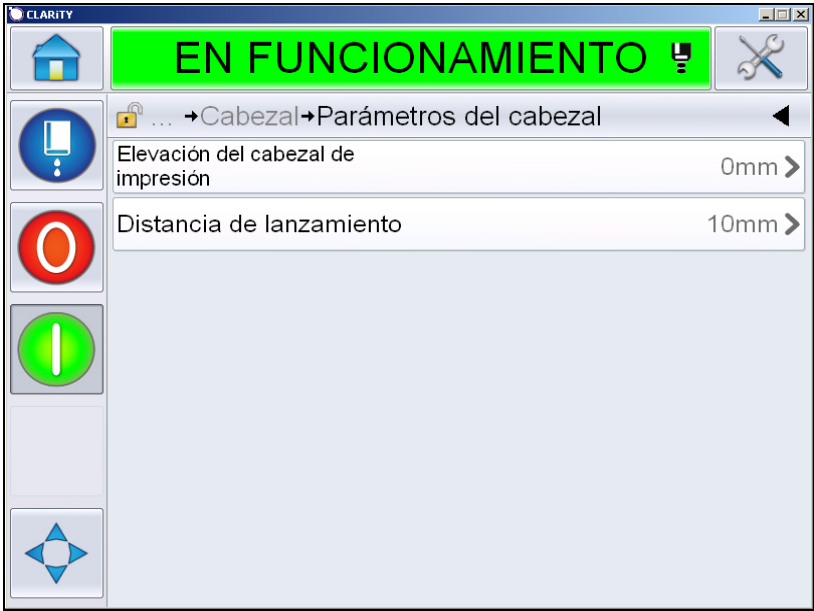 CLARiTY
EN FUNCIONAMIENTO
... →Cabezal→Parámetros del cabezal
Elevación del cabezal de
impresión
0mm
Distancia de lanzamiento
10mm